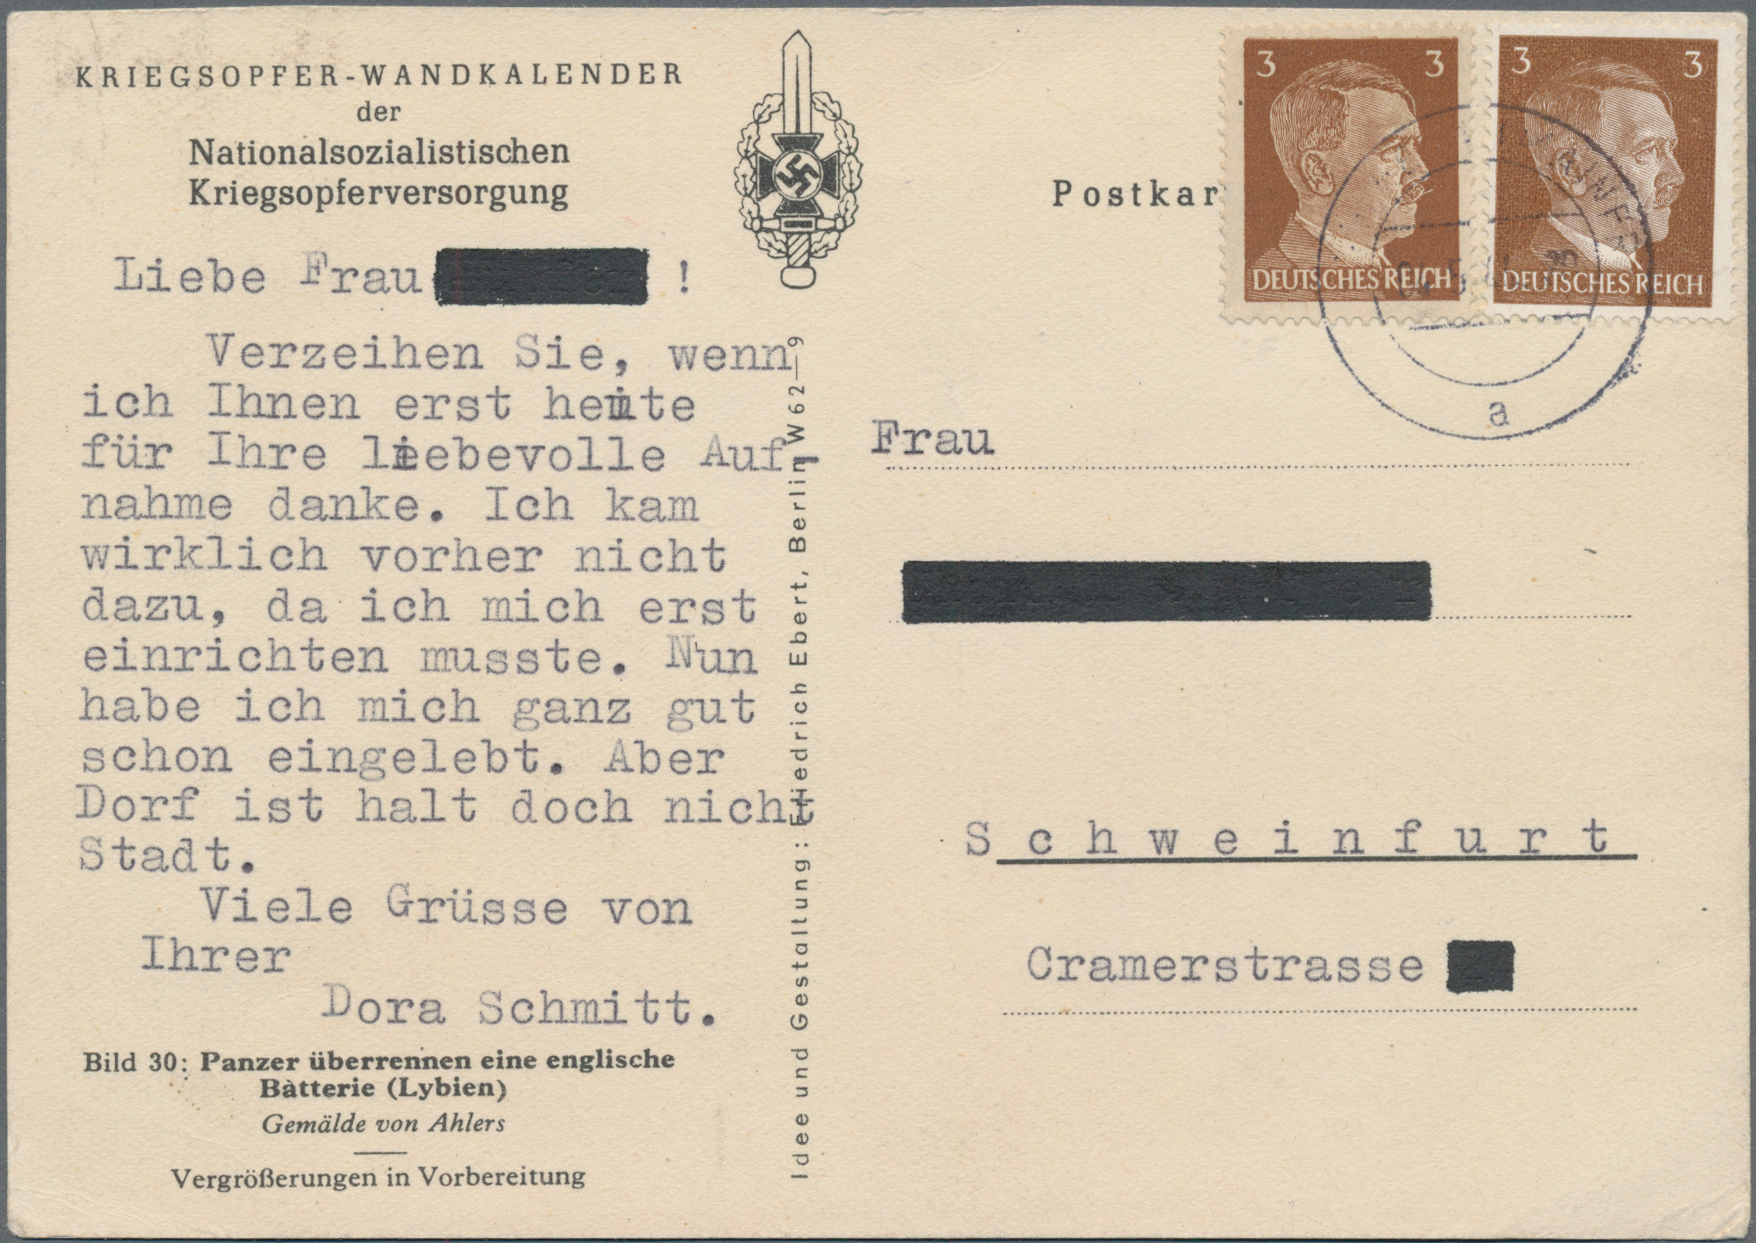 KRIEGSOPFER-WANDKALENDER
der
Nationalsozialistischen
Kriegsopferversorgung
Liebe Frau !
Verzeihen Sie, wenn
ich Ihnen erst heute
für Ihre liebevolle Auf-
nahme danke. Ich kam
wirklich vorher nicht
dazu, da ich mich erst
einrichten musste. Nun
habe ich mich ganz gut
schon eingelebt. Aber
Dorf ist halt doch nicht
Stadt.
Viele Grüsse von
Ihrer
Dora Schmitt.
Bild 30: Panzer überrennen eine englische
Batterie (Lybien)
Gemälde von Ahlers
Vergrößerungen in Vorbereitung
Idee und Gestaltung: Friedrich Ebert, Berlin W 62—9
Postkar
3 3
DEUTSCHES REICH
3 3
DEUTSCHES REICH
a
Frau
Schweinfurt
Cramerstrasse